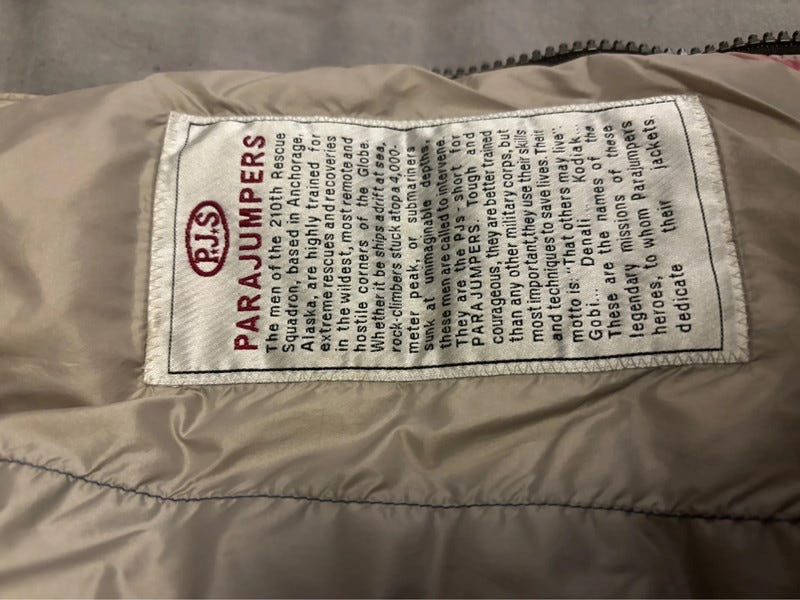 P.J.S
PARAJUMPERS
The men of the 210th Rescue
Squadron, based in Anchorage,
Alaska, are highly trained for
extreme rescues and recoveries
in the wildest, most remote and
hostile corners of the Globe.
Whether it be ships adrift at sea,
rock-climbers stuck atop a 4,000-
meter peak, or submariners
sunk at unimaginable depths,
these men are called to intervene.
They are the PJs - short for
PARAJUMPERS. Tough and
courageous, they are better trained
than any other military corps, but
most important, they use their skills
and techniques to save lives. Their
motto is: "That others may live".
Gobi... Denali... Kodiak...
These are the names of the
legendary missions of these
heroes, to whom Parajumpers
dedicate their jackets.